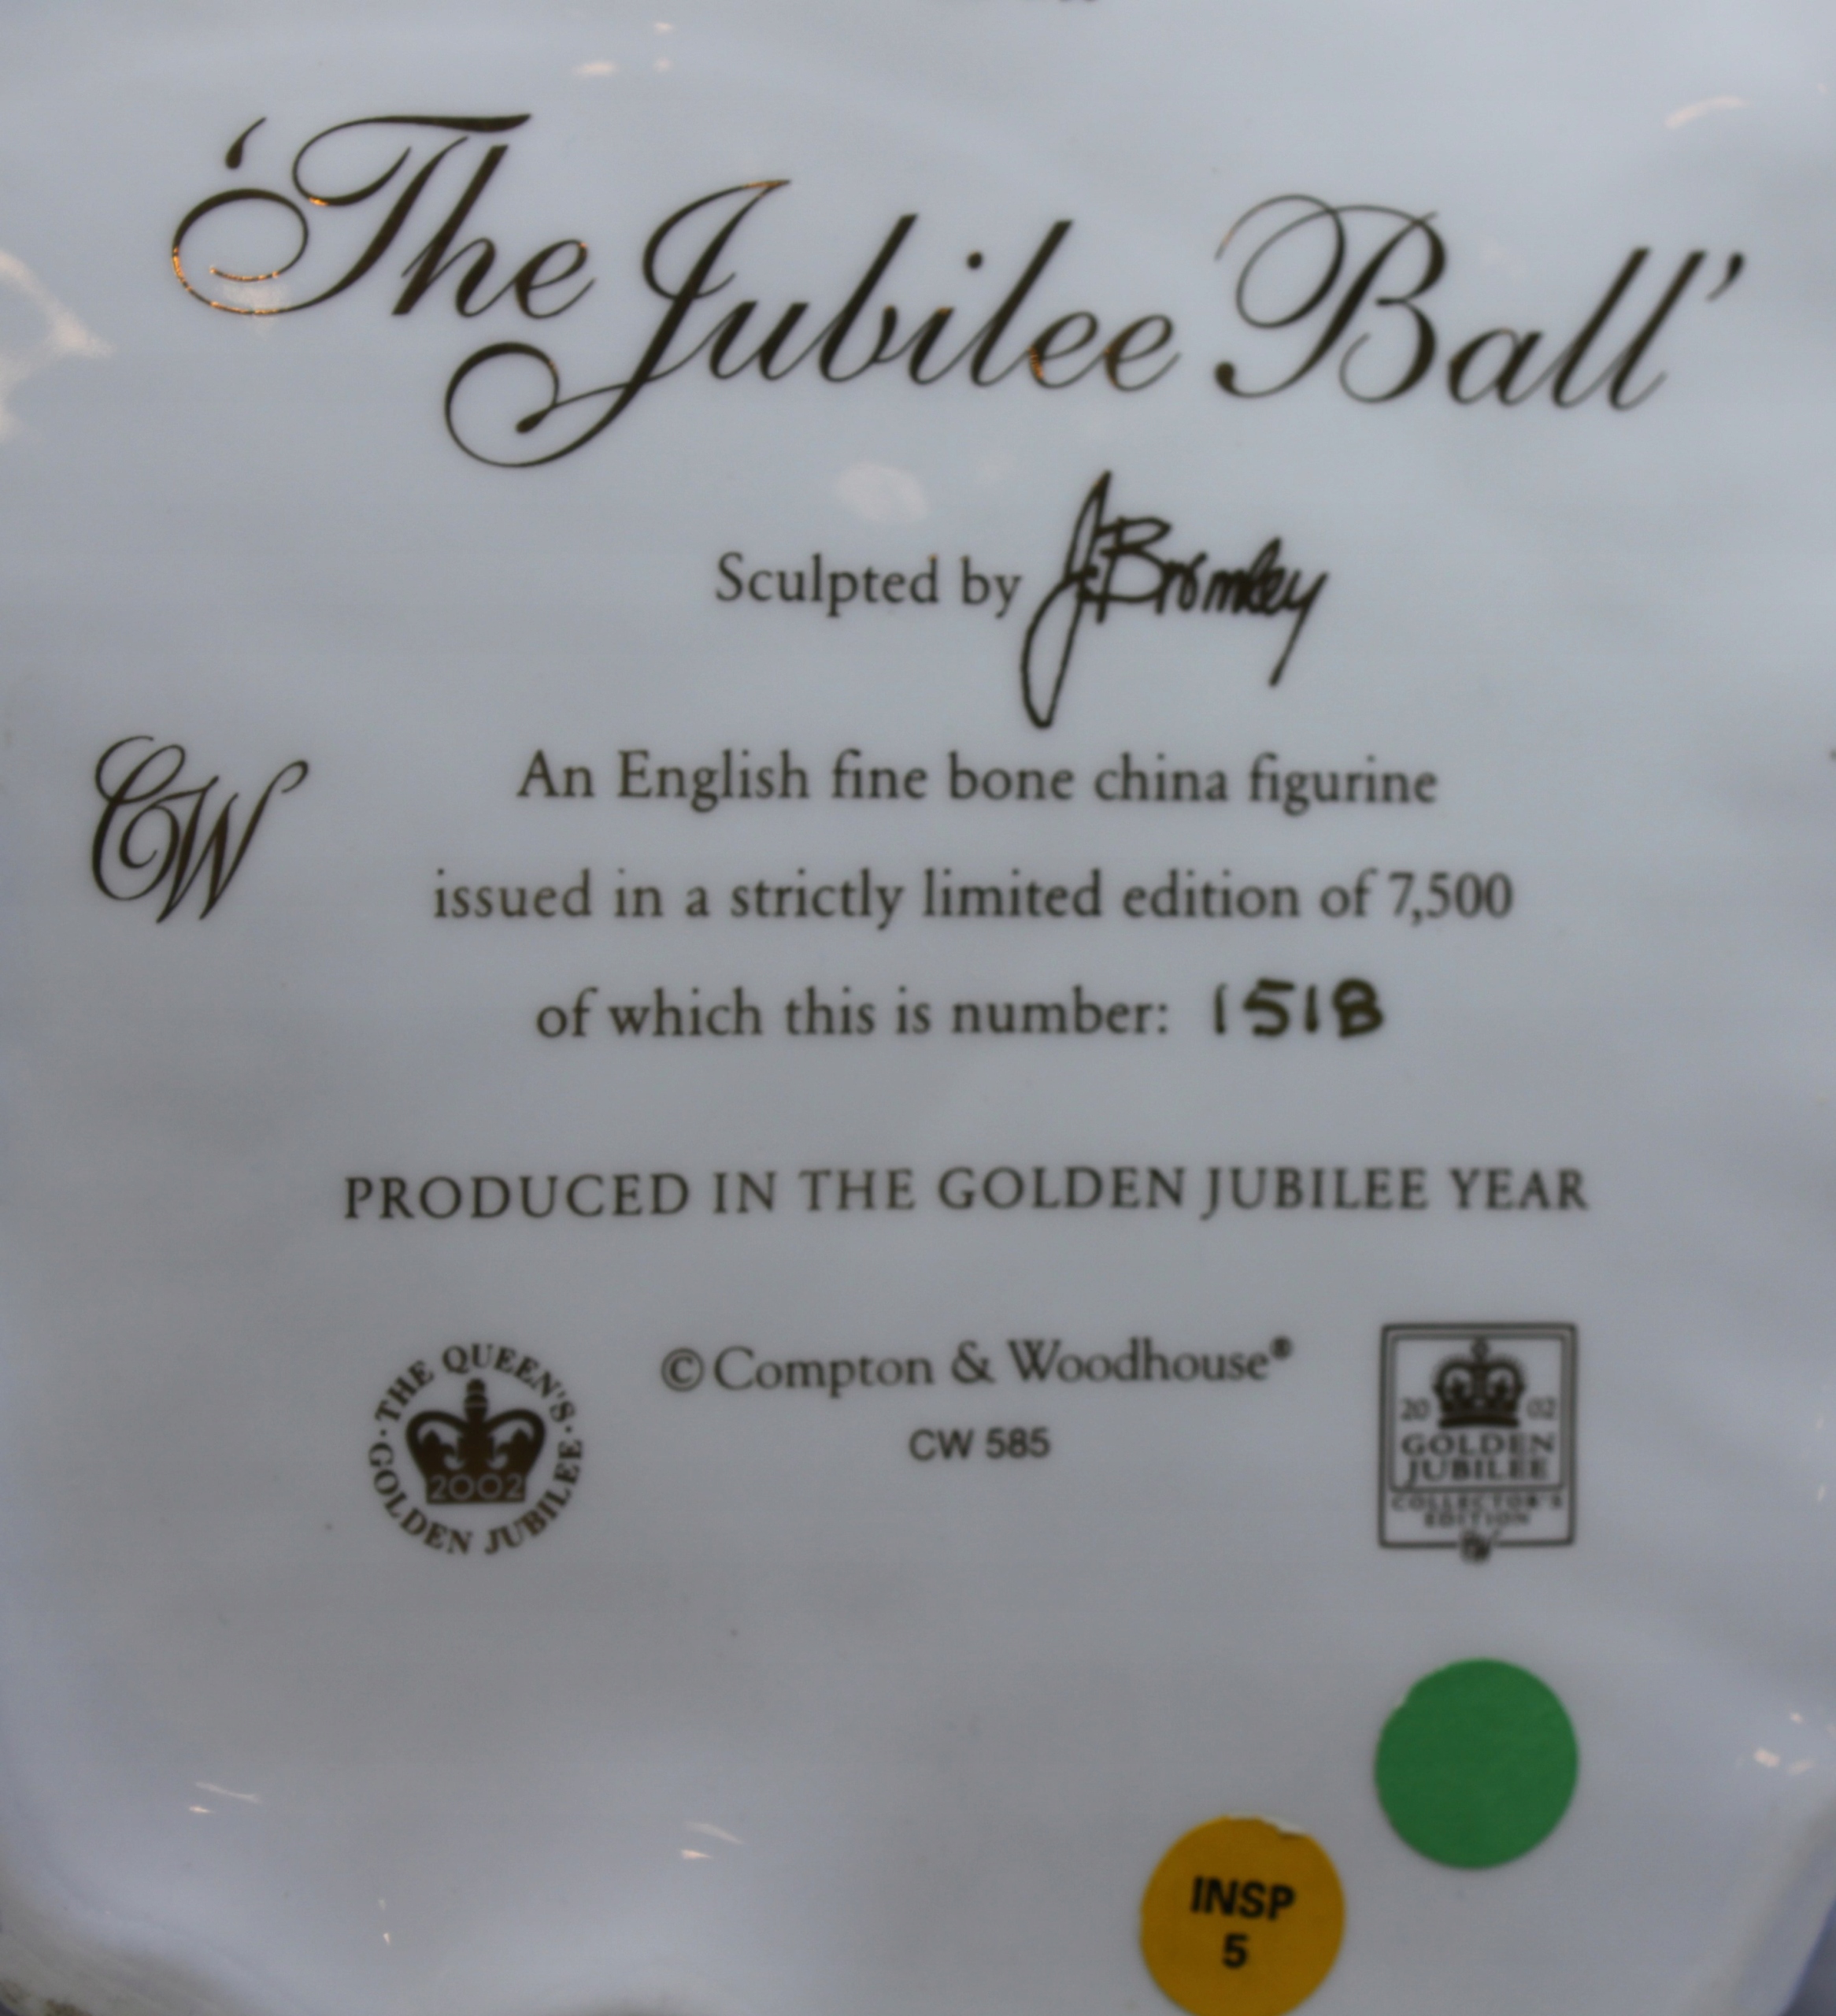 ‘The Jubilee Ball’
Sculpted by J Bromley
CW
An English fine bone china figurine
issued in a strictly limited edition of 7,500
of which this is number: 1518
PRODUCED IN THE GOLDEN JUBILEE YEAR
·THE QUEEN'S·
GOLDEN JUBILEE
2002
© Compton & Woodhouse®
CW 585
20 02
GOLDEN
JUBILEE
COLLECTOR'S
EDITION
CW
INSP
5